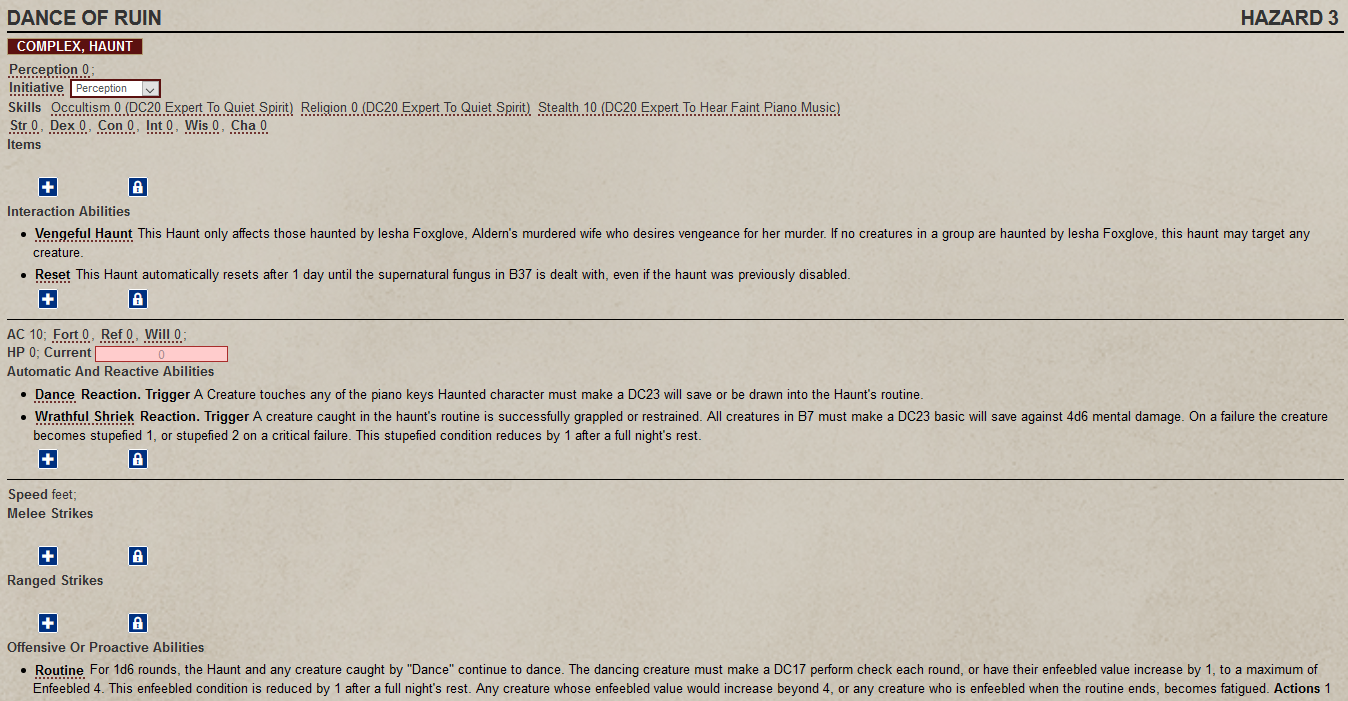 DANCE OF RUIN HAZARD 3
COMPLEX, HAUNT
Perception 0;
Initiative Perception
Skills Occultism 0 (DC20 Expert To Quiet Spirit) Religion 0 (DC20 Expert To Quiet Spirit) Stealth 10 (DC20 Expert To Hear Faint Piano Music)
Str 0, Dex 0, Con 0, Int 0, Wis 0, Cha 0
Items
Interaction Abilities
• Vengeful Haunt This Haunt only affects those haunted by Iesha Foxglove, Aldern's murdered wife who desires vengeance for her murder. If no creatures in a group are haunted by Iesha Foxglove, this haunt may target any
creature.
• Reset This Haunt automatically resets after 1 day until the supernatural fungus in B37 is dealt with, even if the haunt was previously disabled.
AC 10; Fort 0, Ref 0, Will 0;
HP 0; Current 0
Automatic And Reactive Abilities
• Dance Reaction. Trigger A Creature touches any of the piano keys Haunted character must make a DC23 will save or be drawn into the Haunt's routine.
• Wrathful Shriek Reaction. Trigger A creature caught in the haunt's routine is successfully grappled or restrained. All creatures in B7 must make a DC23 basic will save against 4d6 mental damage. On a failure the creature
becomes stupefied 1, or stupefied 2 on a critical failure. This stupefied condition reduces by 1 after a full night's rest.
Speed feet;
Melee Strikes
Ranged Strikes
Offensive Or Proactive Abilities
• Routine For 1d6 rounds, the Haunt and any creature caught by "Dance" continue to dance. The dancing creature must make a DC17 perform check each round, or have their enfeebled value increase by 1, to a maximum of
Enfeebled 4. This enfeebled condition is reduced by 1 after a full night's rest. Any creature whose enfeebled value would increase beyond 4, or any creature who is enfeebled when the routine ends, becomes fatigued. Actions 1